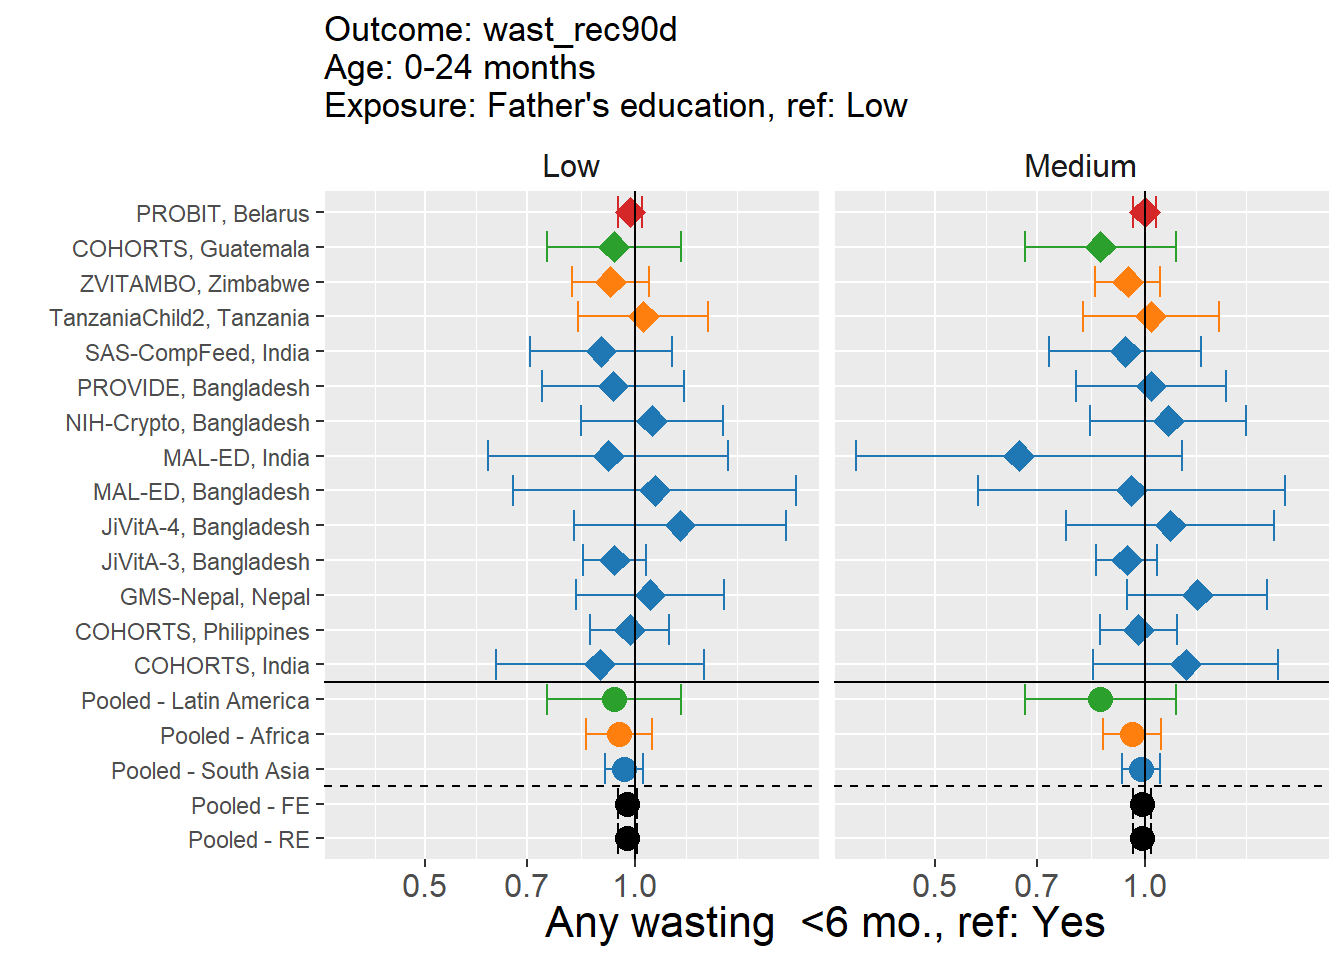 Outcome: wast_rec90d
Age: 0-24 months
Exposure: Father's education, ref: Low
Low
Medium
PROBIT, Belarus
COHORTS, Guatemala
ZVITAMBO, Zimbabwe
TanzaniaChild2, Tanzania
SAS-CompFeed, India
PROVIDE, Bangladesh
NIH-Crypto, Bangladesh
MAL-ED, India
MAL-ED, Bangladesh
JiVitA-4, Bangladesh
JiVitA-3, Bangladesh
GMS-Nepal, Nepal
COHORTS, Philippines
COHORTS, India
Pooled - Latin America
Pooled - Africa
Pooled - South Asia
Pooled - FE
Pooled - RE
0.5 0.7 1.0
0.5 0.7 1.0
Any wasting  <6 mo., ref: Yes